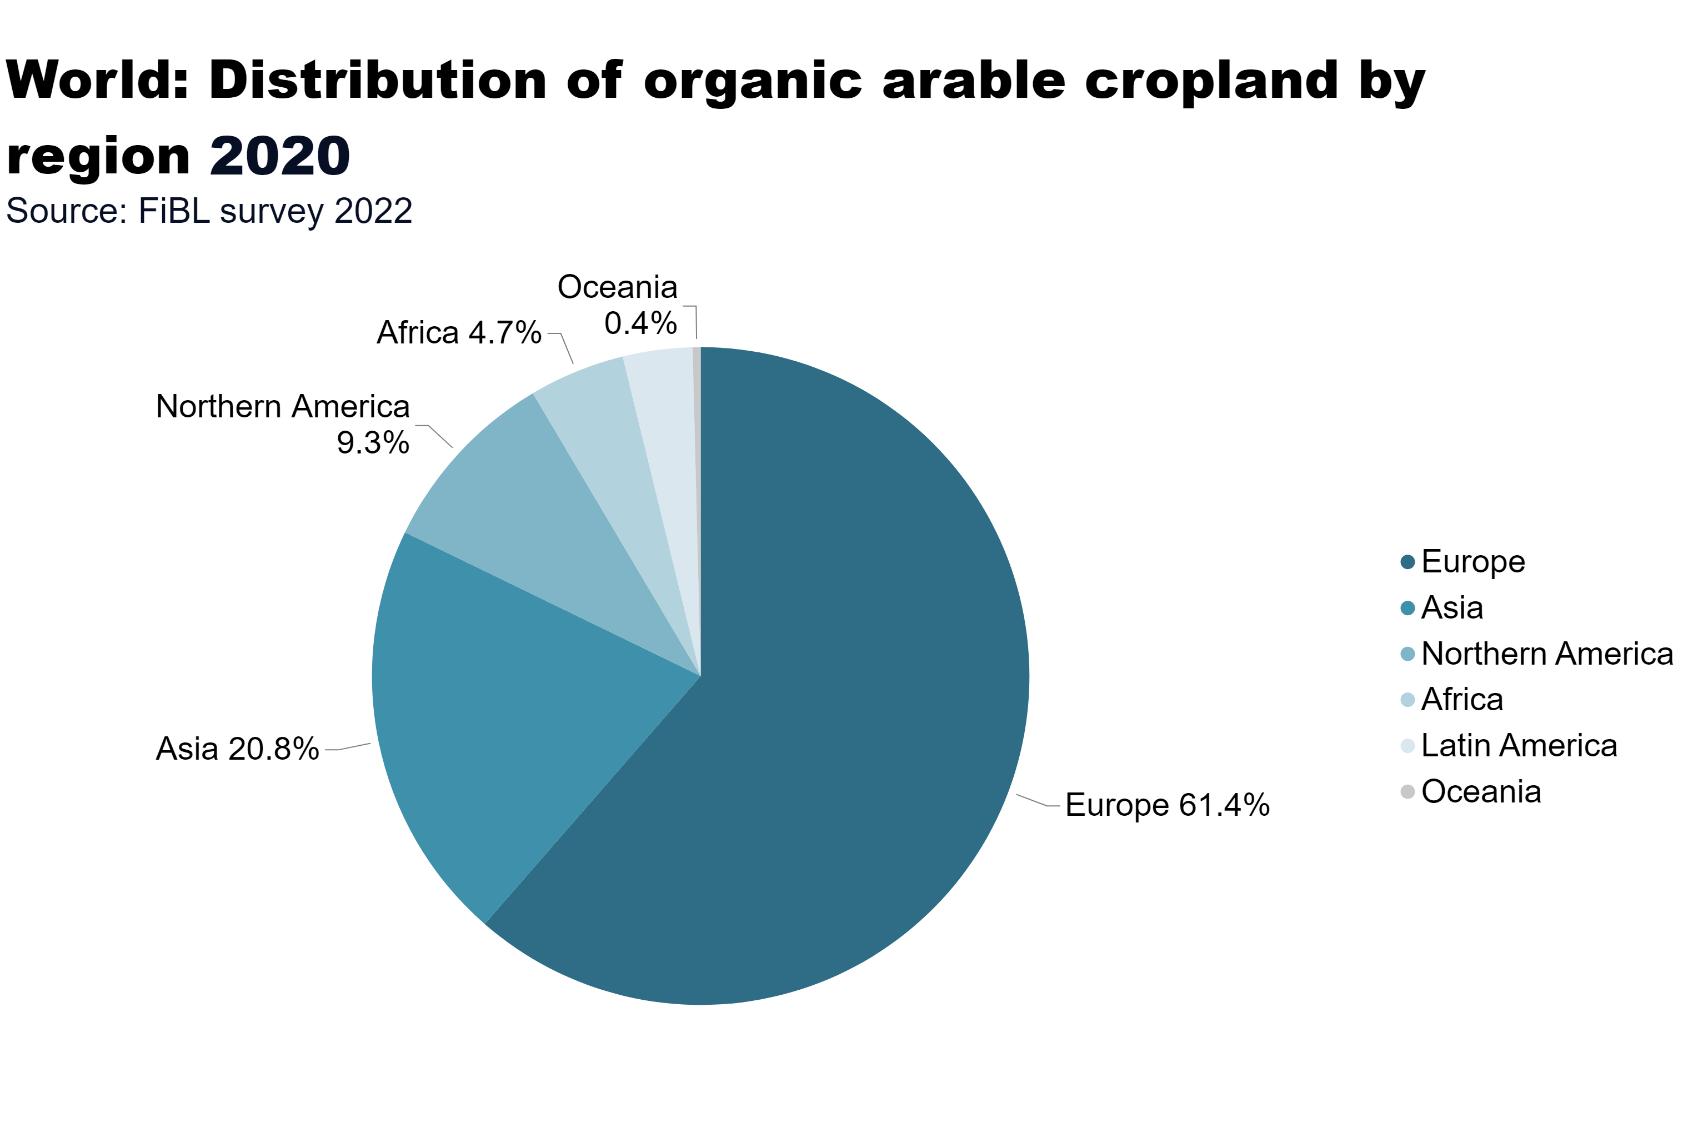 World: Distribution of organic arable cropland by
region 2020
Source: FiBL survey 2022
Oceania
0.4%
Africa 4.7%
Northern America
9.3%
Asia 20.8%
Europe 61.4%
Europe
Asia
Northern America
Africa
Latin America
Oceania